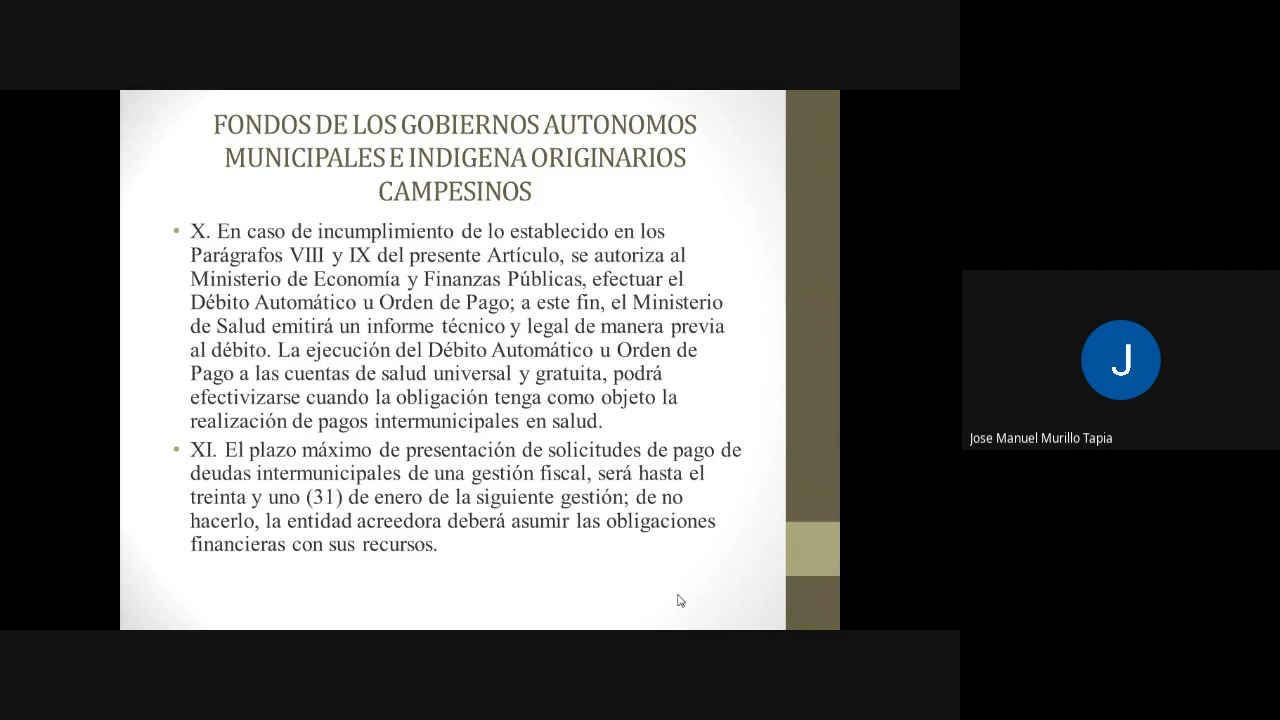 FONDOS DE LOS GOBIERNOS AUTONOMOS
MUNICIPALES E INDIGENA ORIGINARIOS
CAMPESINOS
• X. En caso de incumplimiento de lo establecido en los
Parágrafos VIII y IX del presente Artículo, se autoriza al
Ministerio de Economía y Finanzas Públicas, efectuar el
Débito Automático u Orden de Pago; a este fin, el Ministerio
de Salud emitirá un informe técnico y legal de manera previa
al débito. La ejecución del Débito Automático u Orden de
Pago a las cuentas de salud universal y gratuita, podrá
efectivizarse cuando la obligación tenga como objeto la
realización de pagos intermunicipales en salud.
• XI. El plazo máximo de presentación de solicitudes de pago de
deudas intermunicipales de una gestión fiscal, será hasta el
treinta y uno (31) de enero de la siguiente gestión; de no
hacerlo, la entidad acreedora deberá asumir las obligaciones
financieras con sus recursos.
J
Jose Manuel Murillo Tapia